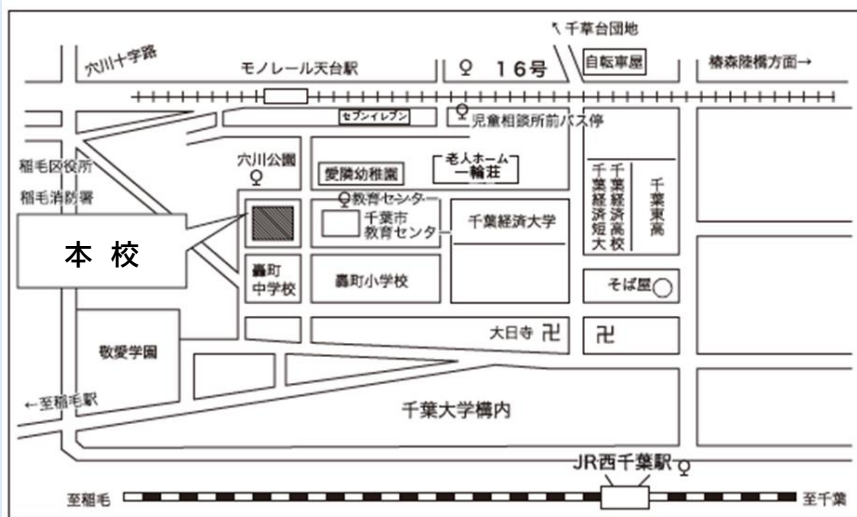 ↖千草台団地
穴川十字路
モノレール天台駅
16号
自転車屋
椿森陸橋方面→
セブンイレブン
児童相談所前バス停
稲毛区役所
穴川公園
愛隣幼稚園
老人ホーム
一輪荘
稲毛消防署
教育センター
千葉市
教育センター
千葉経済大学
千葉経済短大
千葉経済高校
千葉東高
本 校
轟町
中学校
轟町小学校
そば屋
大日寺 卍
卍
敬愛学園
←至稲毛駅
千葉大学構内
JR西千葉駅
至稲毛
至千葉